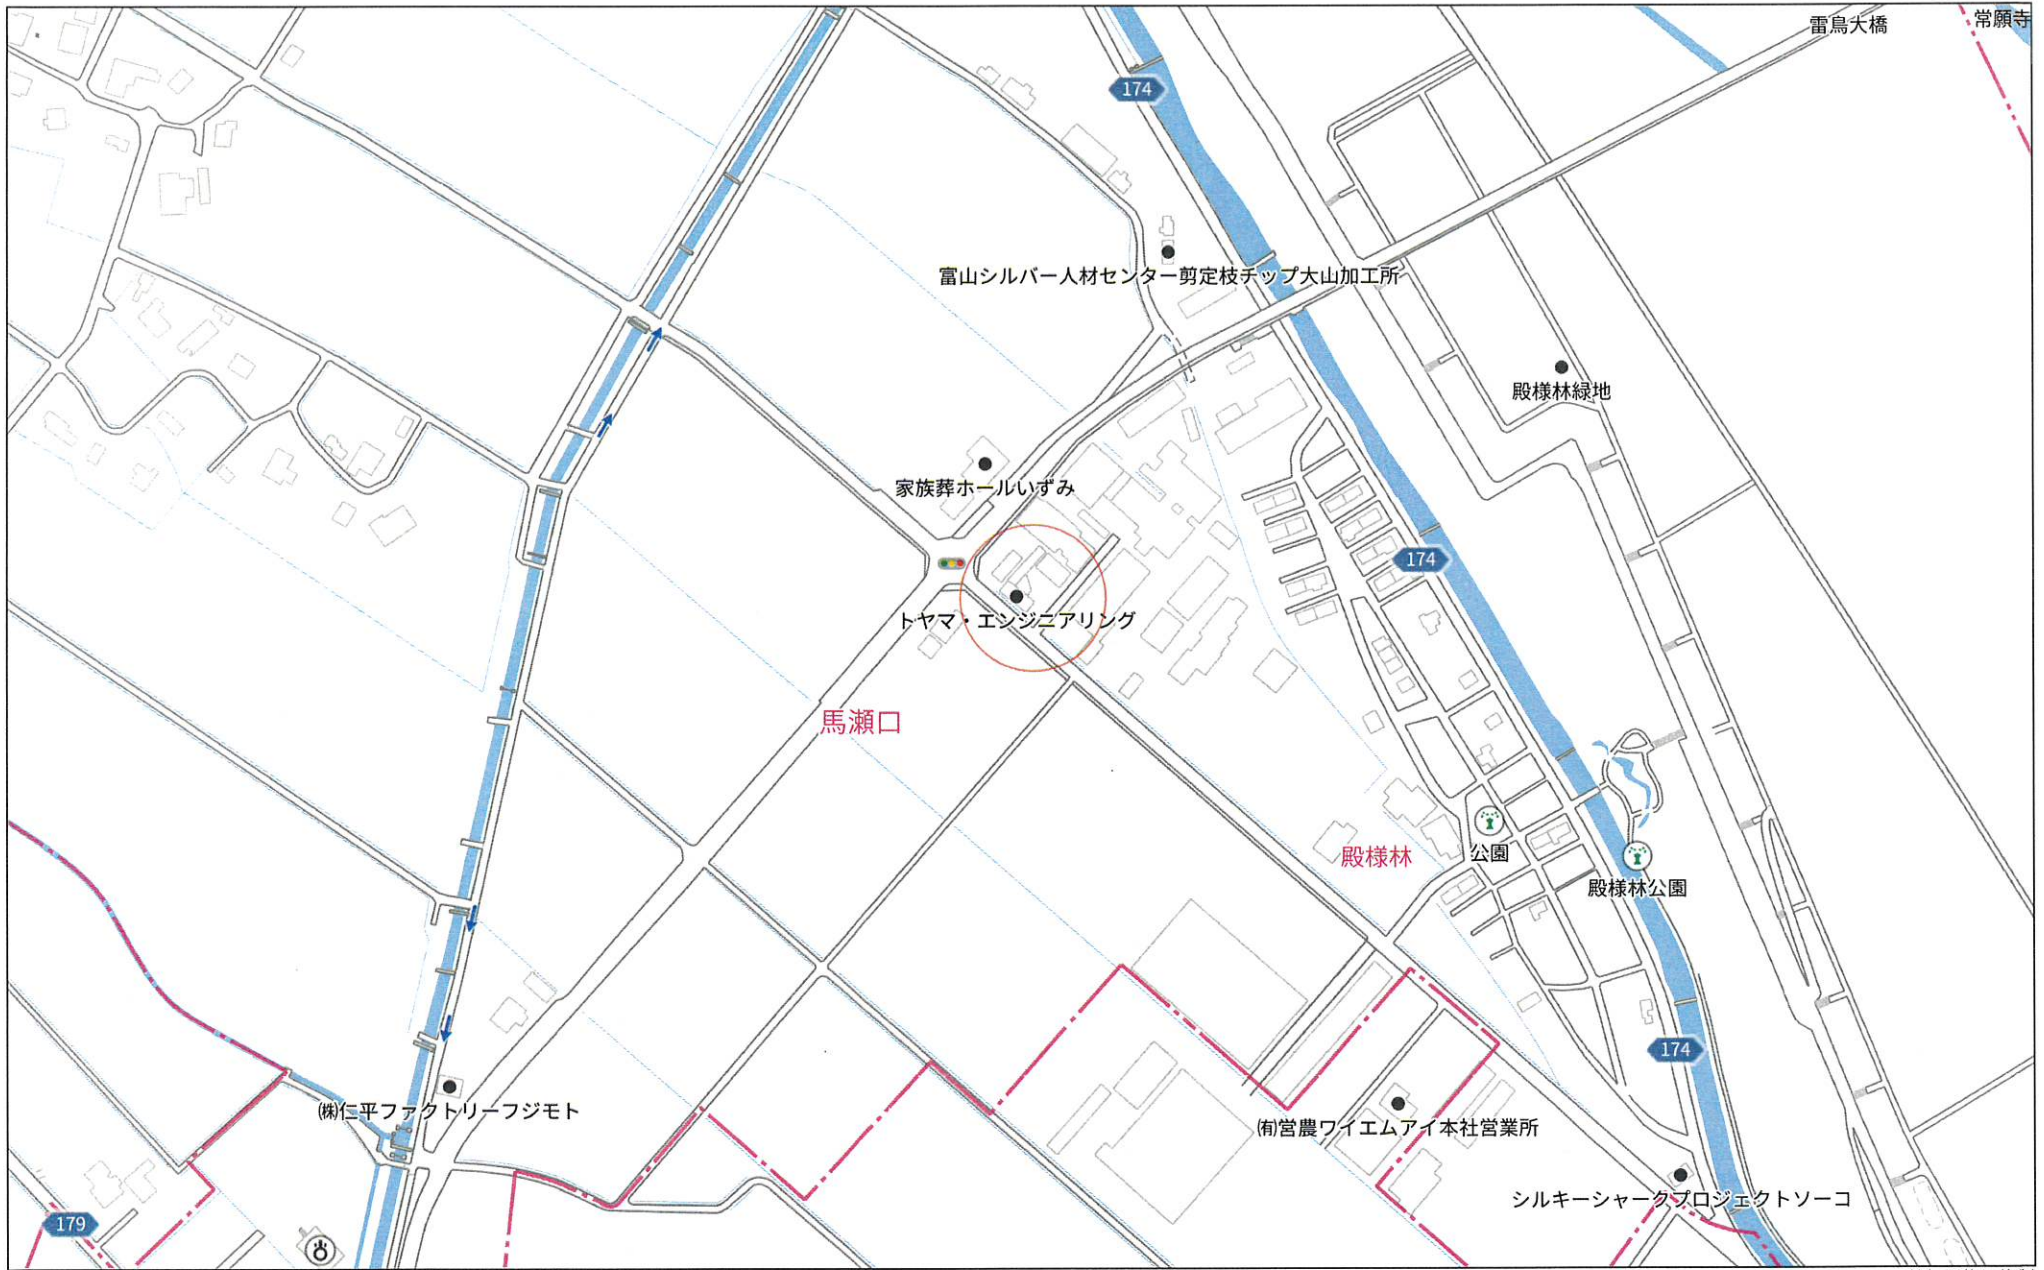 雷鳥大橋
常願寺
174
富山シルバー人材センター剪定枝チップ大山加工所
殿様林緑地
家族葬ホールいずみ
174
トヤマ・エンジニアリング
馬瀬口
公園
殿様林
殿様林公園
174
㈱仁平ファクトリーフジモト
㈲営農ワイエムアイ本社営業所
シルキーシャークプロジェクトソーコ
179